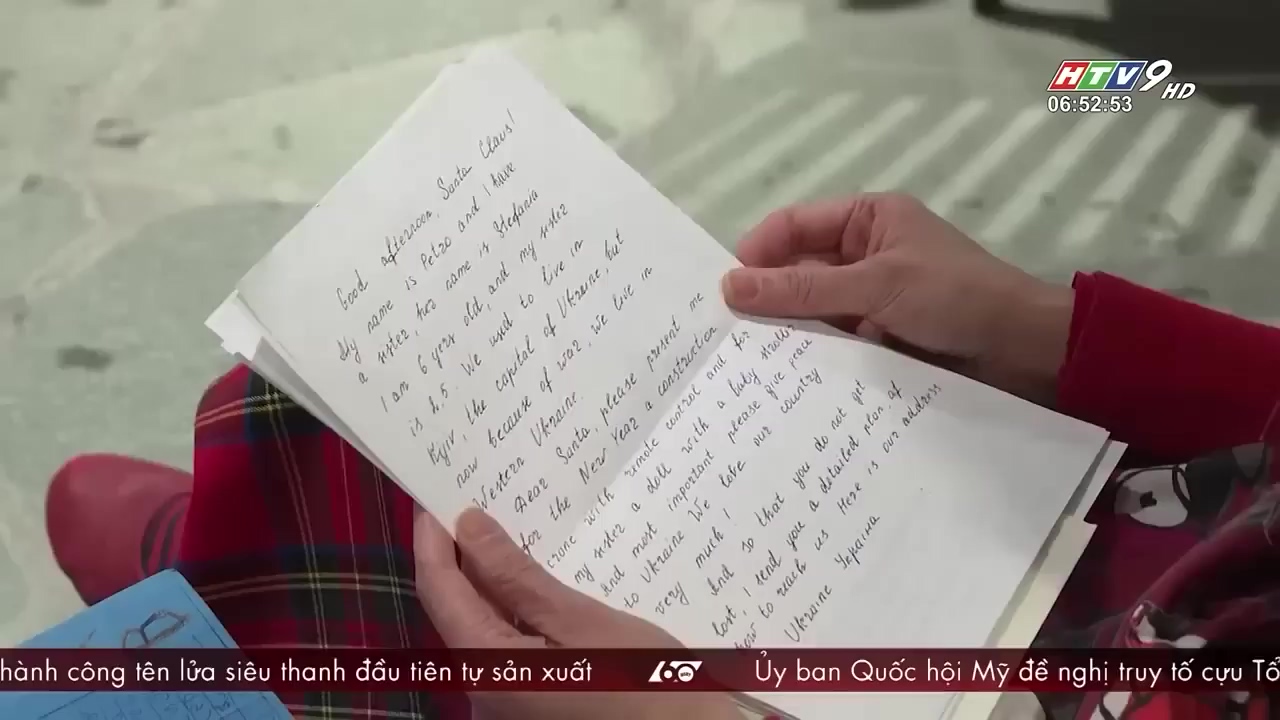 HTV9 HD
06:52:53
Good afternoon, Santa Claus!
My name is Petro and I have
a sister, her name is Stefania
I am 6 yers old, and my sister
is 2.5. We used to live in
Kyiv, the capital of Ukraine, but
now because of war, we live in
Western Ukraine.
Dear Santa, please present me
for the New Year a construction
crane with remote control and for
my sister a doll with a baby stroller
And most important please give peace
to Ukraine. We love our country
very much!
And so that you do not get
lost, I send you a detailed plan of
how to reach us Here is our address
Ukraine Україна
hành công tên lửa siêu thanh đầu tiên tự sản xuất
60 giây
Ủy ban Quốc hội Mỹ đề nghị truy tố cựu Tổ